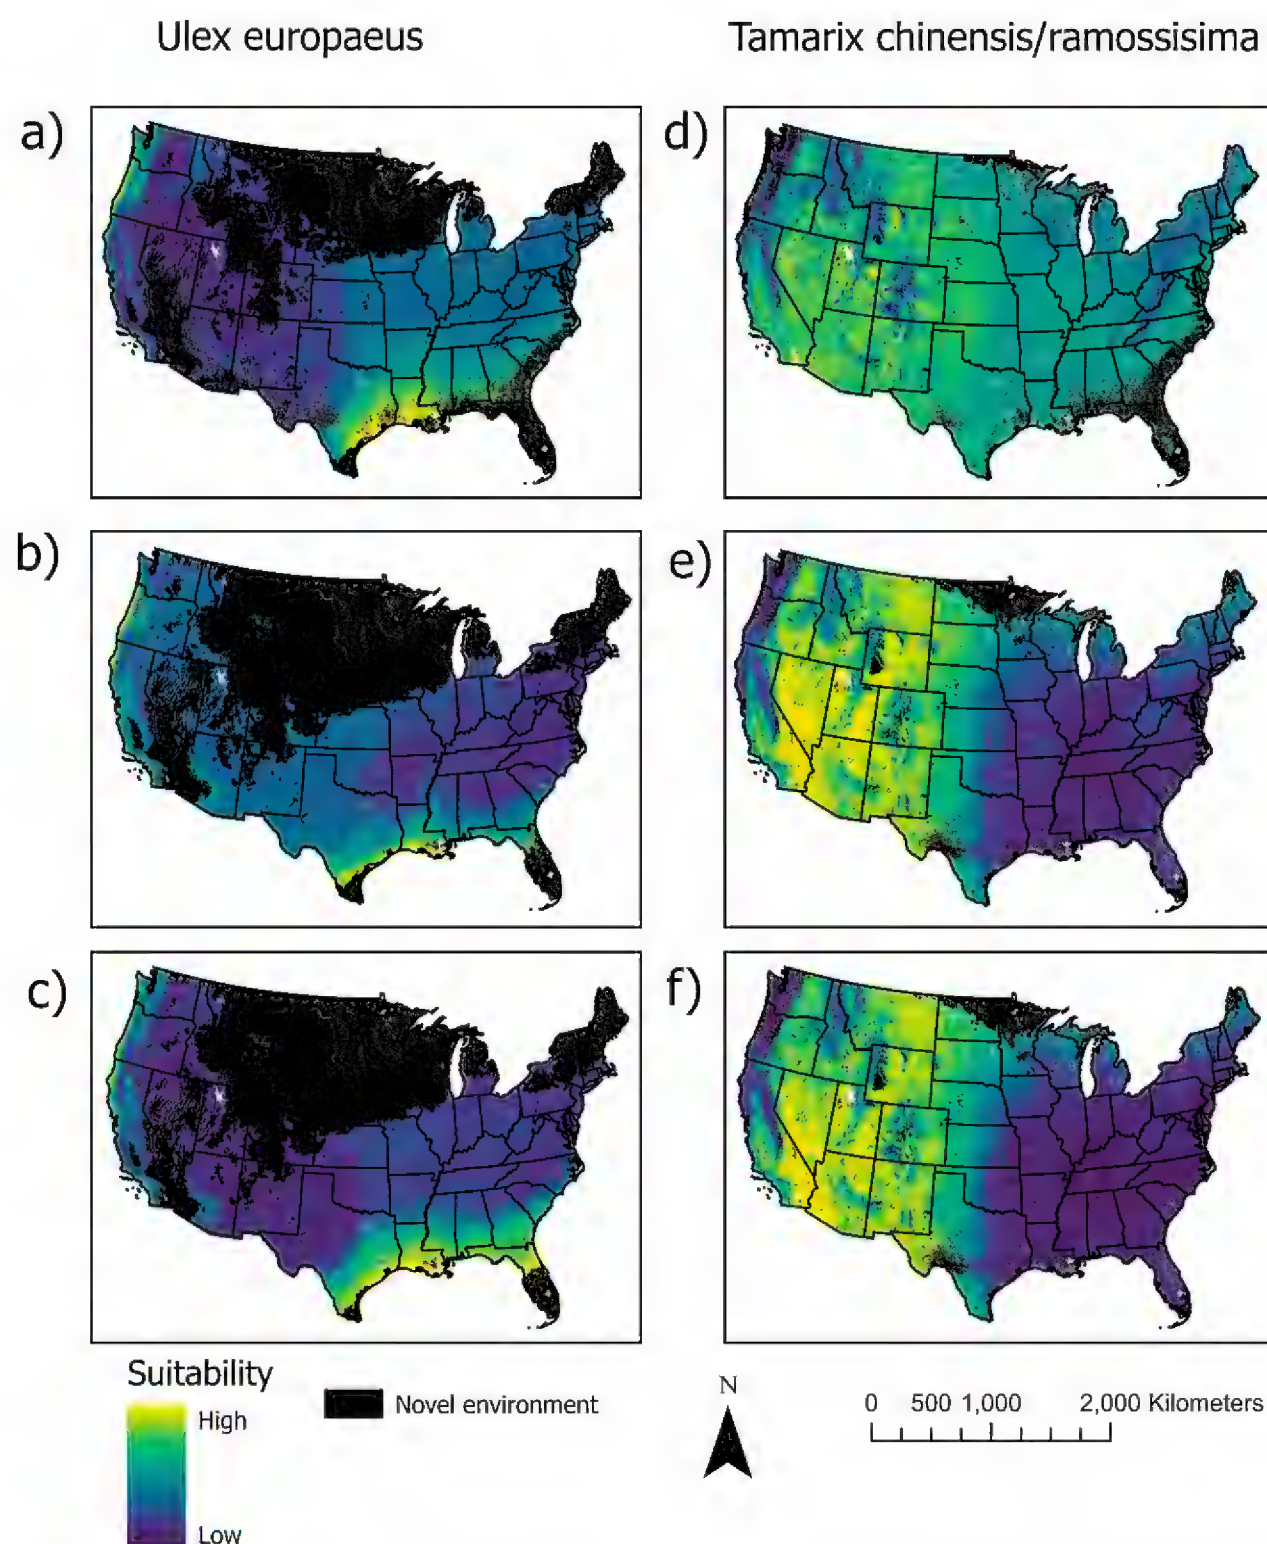 Ulex europaeus
Tamarix chinensis/ramossisima
a)
d)
b)
e)
c)
f)
Suitability
High
Low
Novel environment
N
0 500 1,000 2,000 Kilometers